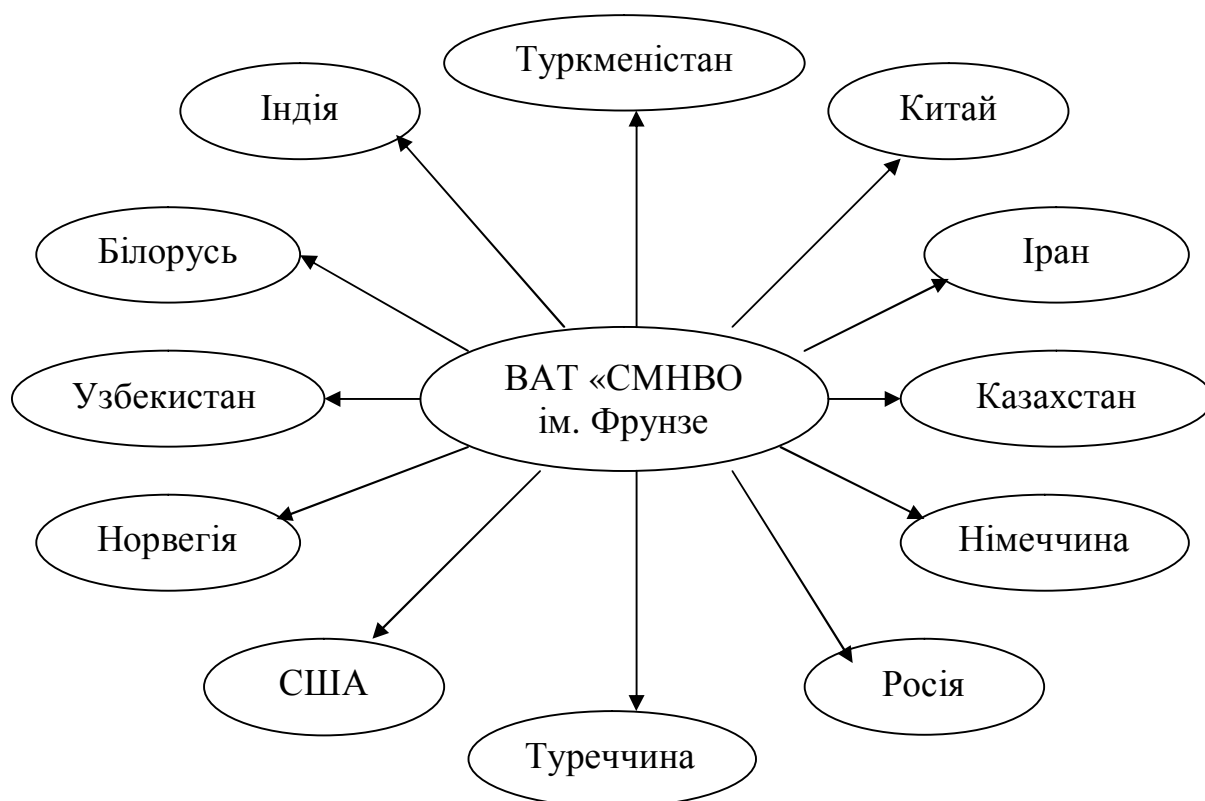 Туркменістан
Індія
Китай
Білорусь
Іран
ВАТ «СМНВО
ім. Фрунзе
Узбекистан
Казахстан
Норвегія
Німеччина
США
Росія
Туреччина